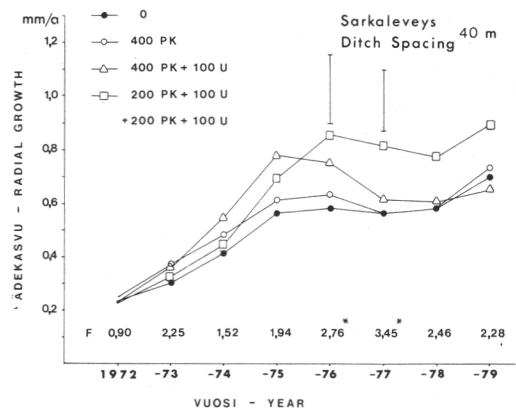 mm/a
0
400 PK
400 PK + 100 U
200 PK + 100 U
+ 200 PK + 100 U
Sarkaleveys
Ditch Spacing 40 m
1,2
1,0
0,8
0,6
0,4
0,2
ÄDEKASVU - RADIAL GROWTH
F 0,90 2,25 1,52 1,94 2,76* 3,45* 2,46 2,28
1972 -73 -74 -75 -76 -77 -78 -79
VUOSI - YEAR